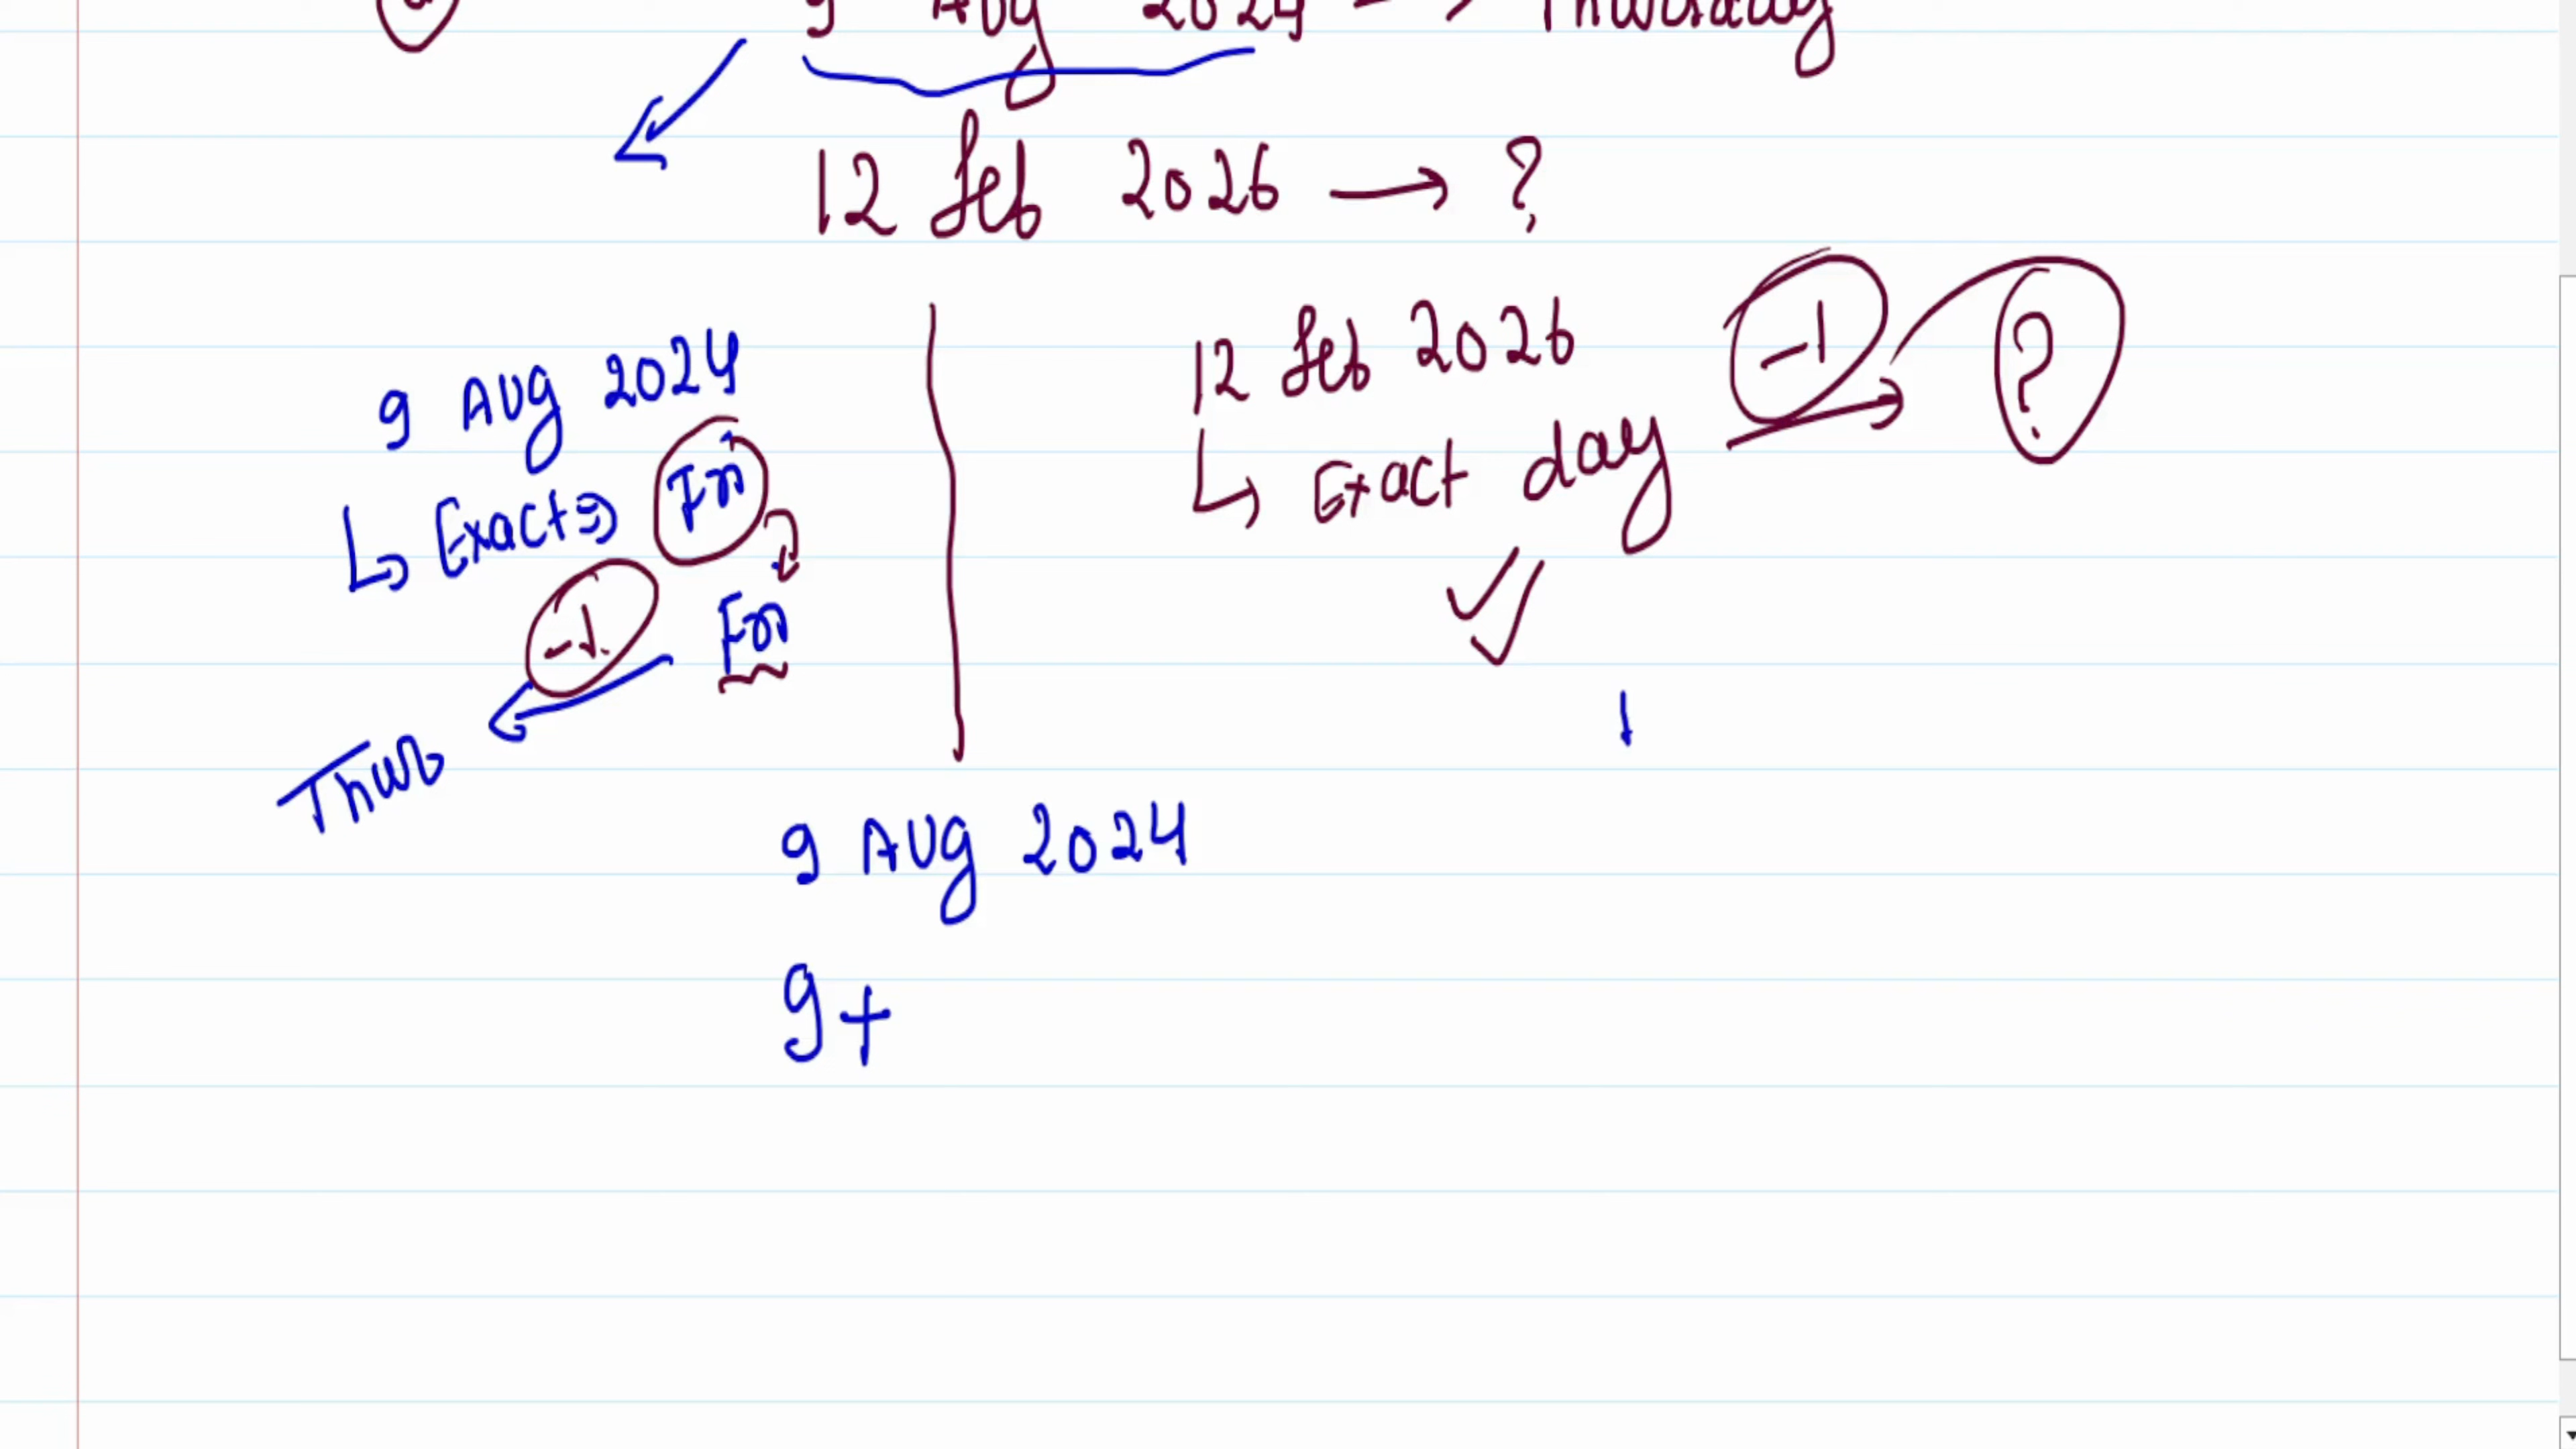 9 Aug 2024 → Thursday
12 Feb 2026 → ?
9 Aug 2024
↳ Exact⇒ Fri
Fri
-1
Thurs
12 Feb 2026 -1 ?
↳ Exact day →
✓✓
1
9 Aug 2024
9+